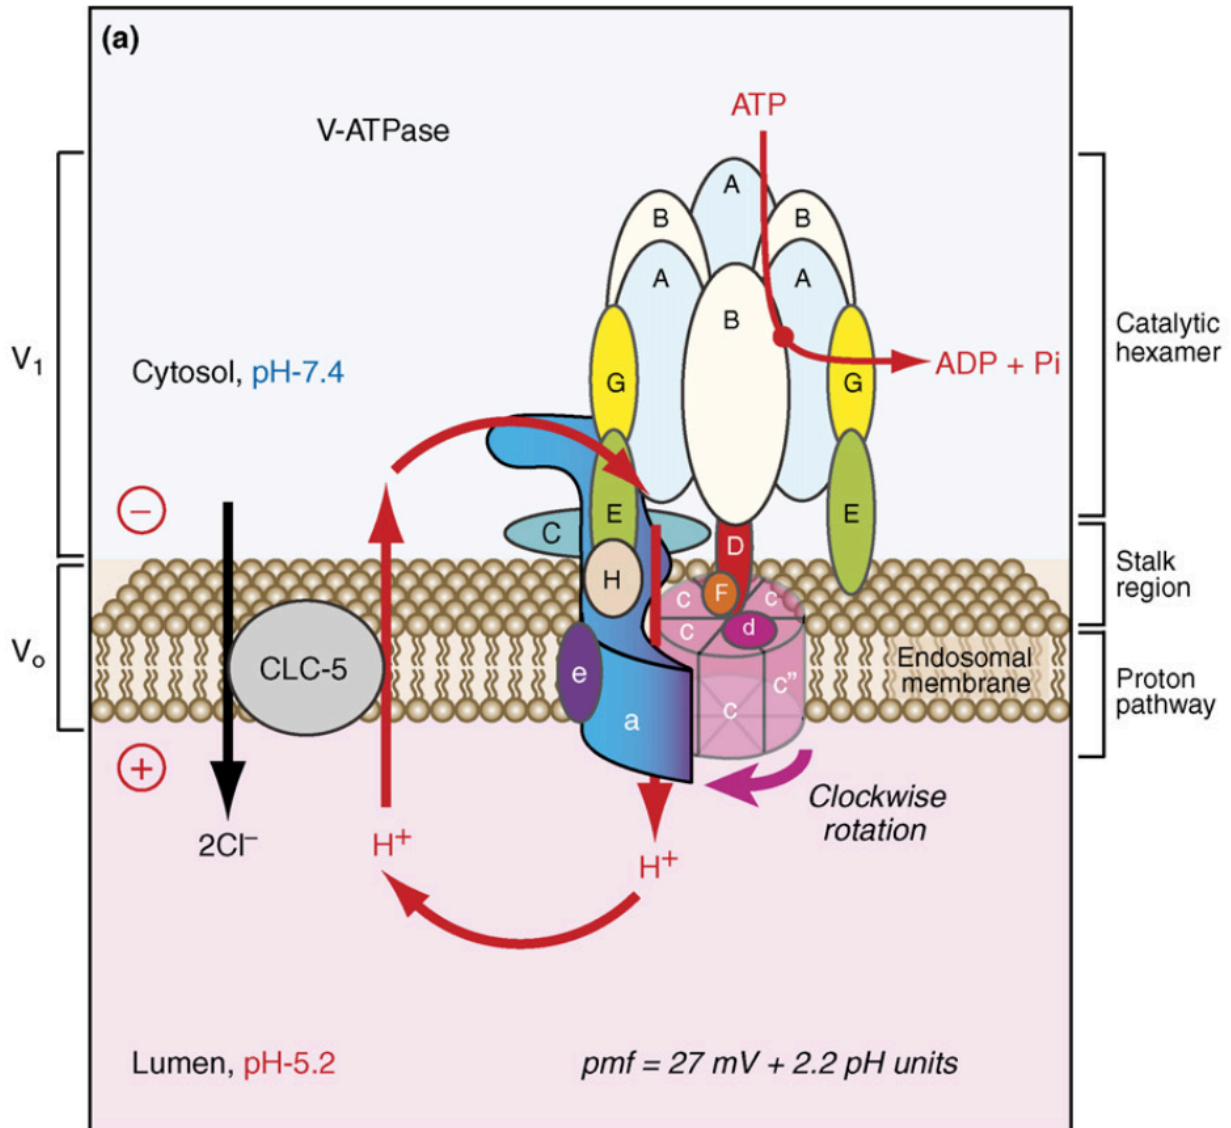 (a)
V-ATPase
ATP
A
B
B
A
A
B
Catalytic
hexamer
V1
Cytosol, pH-7.4
G
G
ADP + Pi
−
E
E
C
D
H
F
c
c
c
d
Stalk
region
Vo
CLC-5
e
a
c
c”
Endosomal
membrane
Proton
pathway
+
Clockwise
rotation
2Cl−
H+
H+
Lumen, pH-5.2
pmf = 27 mV + 2.2 pH units